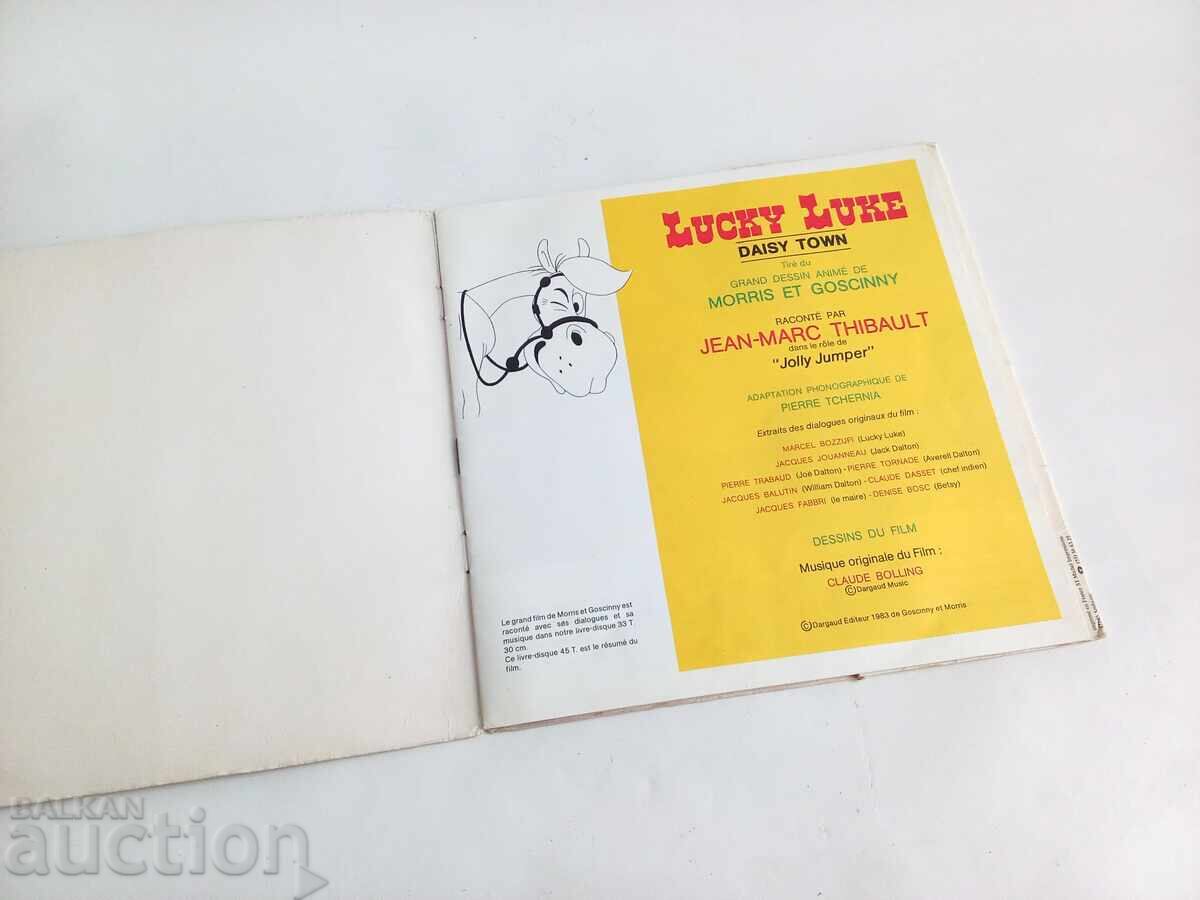 LUCKY LUKE
DAISY TOWN
Tiré du
GRAND DESSIN ANIMÉ DE
MORRIS ET GOSCINNY
RACONTÉ PAR
JEAN-MARC THIBAULT
dans le rôle de
"Jolly Jumper"
ADAPTATION PHONOGRAPHIQUE DE
PIERRE TCHERNIA
Extraits des dialogues originaux du film :
MARCEL BOZZUFI (Lucky Luke)
JACQUES JOUANNEAU (Jack Dalton)
PIERRE TRABAUD (Joë Dalton) - PIERRE TORNADE (Averell Dalton)
JACQUES BALUTIN (William Dalton) - CLAUDE DASSET (chef indien)
JACQUES FABBRI (le maire) - DENISE BOSC (Betsy)
DESSINS DU FILM
Musique originale du Film :
CLAUDE BOLLING
© Dargaud Music
© Dargaud Editeur 1983 de Goscinny et Morris
Le grand film de Morris et Goscinny est
raconté avec ses dialogues et sa
musique dans notre livre-disque 33 T
30 cm.
Ce livre-disque 45 T. est le résumé du
film.
BALKAN
auction